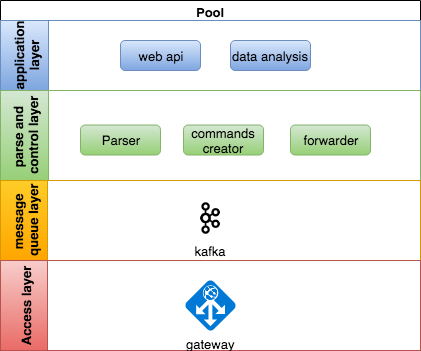 Pool
application
layer
web api
data analysis
parse and
control layer
Parser
commands
creator
forwarder
message
queue layer
kafka
Access layer
gateway